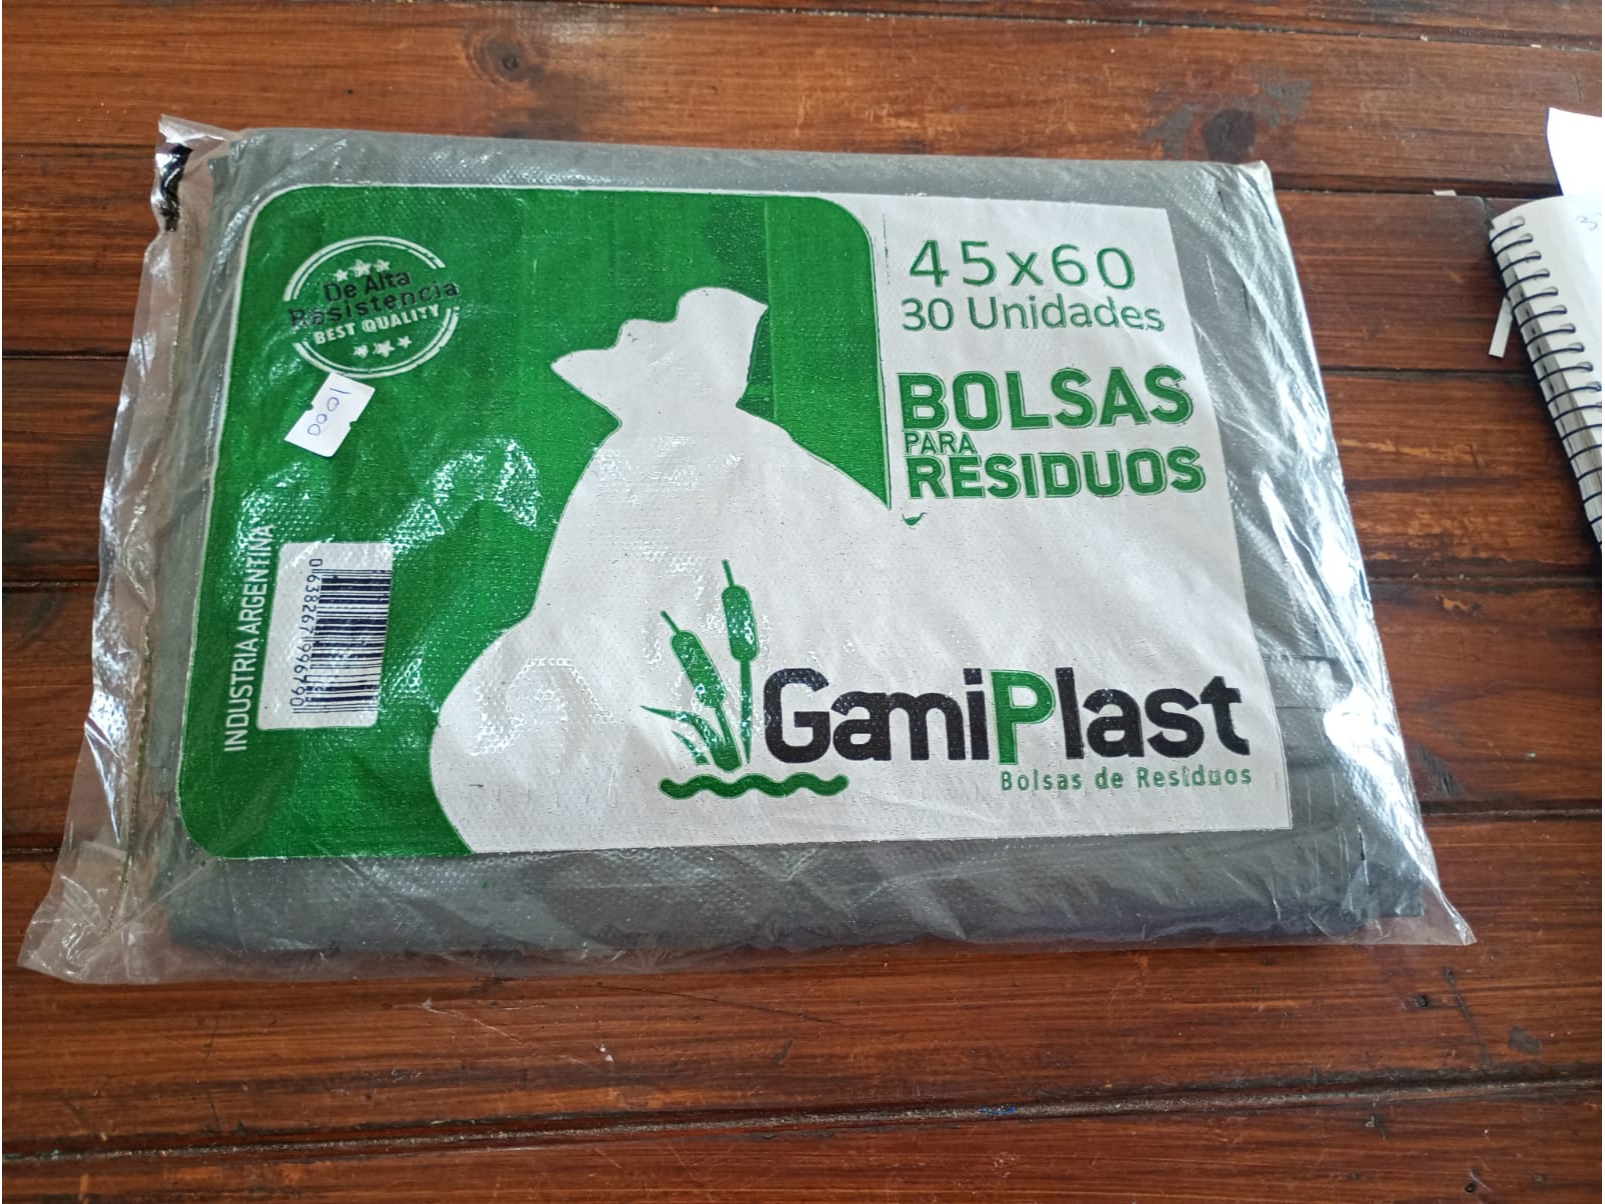 De Alta
Resistencia
BEST QUALITY
1000
45x60
30 Unidades
BOLSAS
PARA
RESIDUOS
INDUSTRIA ARGENTINA
GamiPlast
Bolsas de Residuos